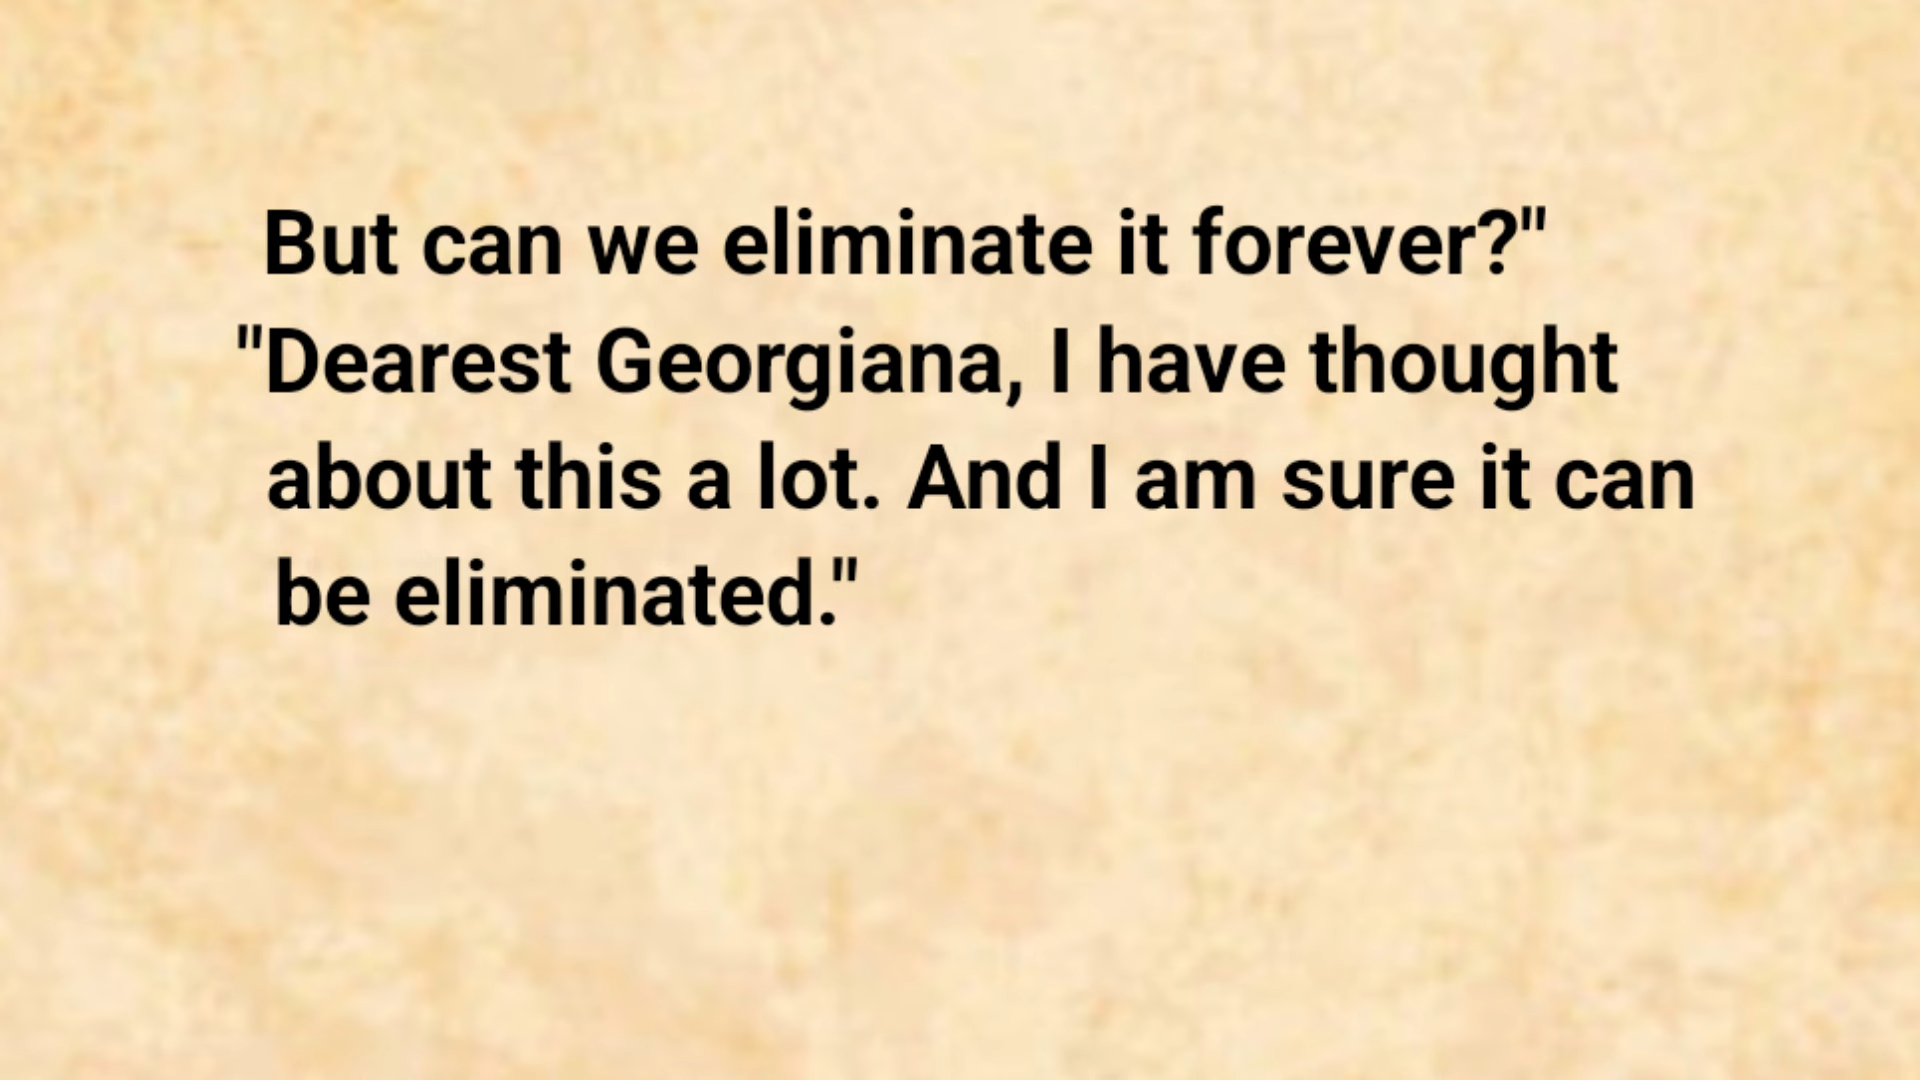 But can we eliminate it forever?"
"Dearest Georgiana, I have thought
about this a lot. And I am sure it can
be eliminated."